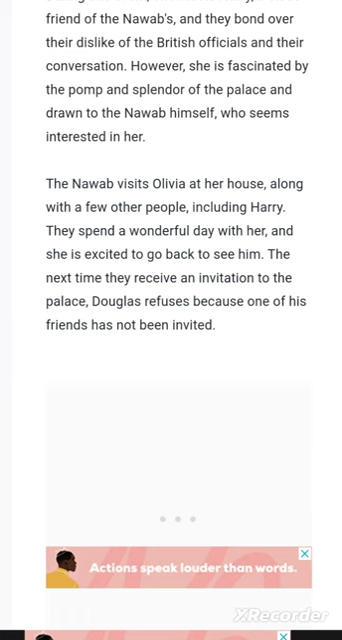 friend of the Nawab's, and they bond over
their dislike of the British officials and their
conversation. However, she is fascinated by
the pomp and splendor of the palace and
drawn to the Nawab himself, who seems
interested in her.
The Nawab visits Olivia at her house, along
with a few other people, including Harry.
They spend a wonderful day with her, and
she is excited to go back to see him. The
next time they receive an invitation to the
palace, Douglas refuses because one of his
friends has not been invited.
Actions speak louder than words.
XRecorder